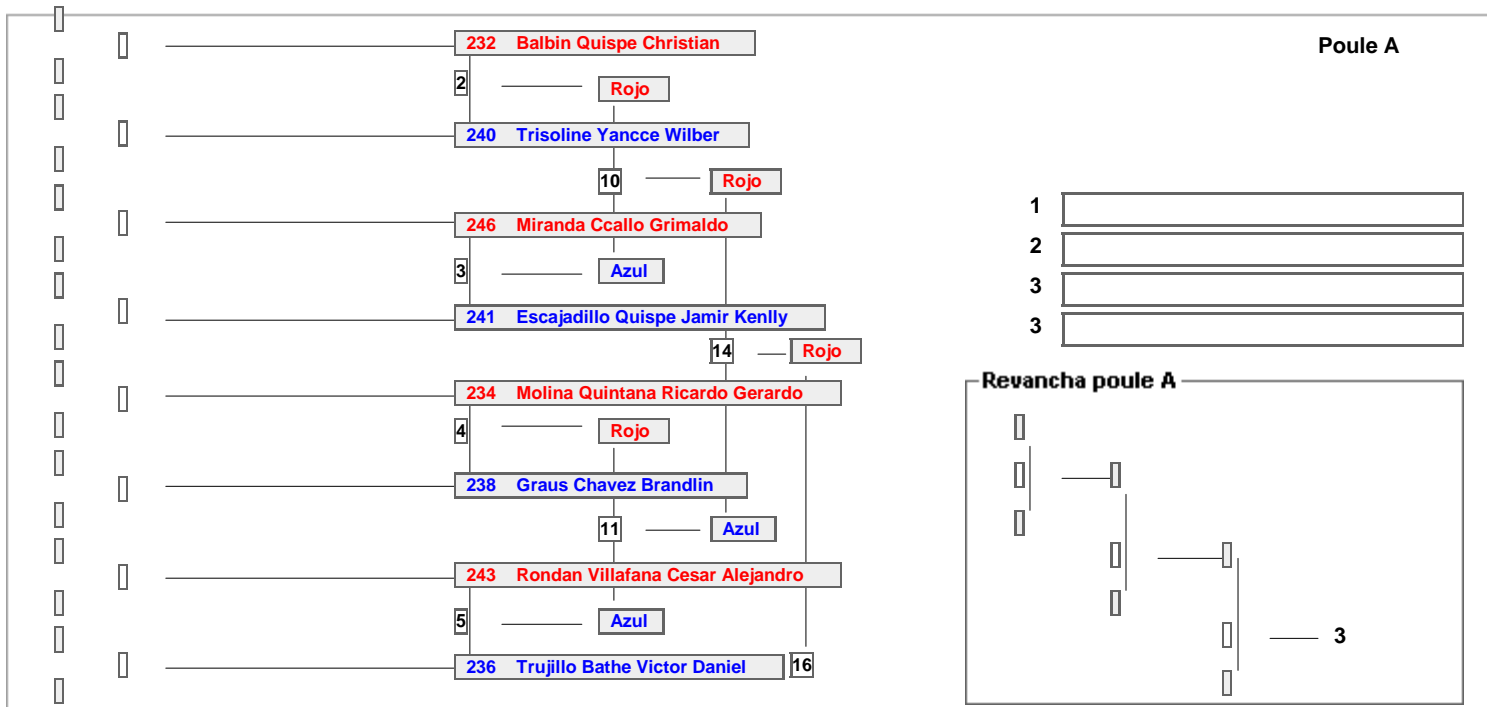 232 Balbin Quispe Christian
Poule A
2 Rojo
240 Trisoline Yancce Wilber
10 Rojo
1
246 Miranda Ccallo Grimaldo
2
3 Azul
3
241 Escajadillo Quispe Jamir Kenlly
3
14 Rojo
234 Molina Quintana Ricardo Gerardo
Revancha poule A
4 Rojo
238 Graus Chavez Brandlin
11 Azul
243 Rondan Villafana Cesar Alejandro
5 Azul
3
236 Trujillo Bathe Victor Daniel
16